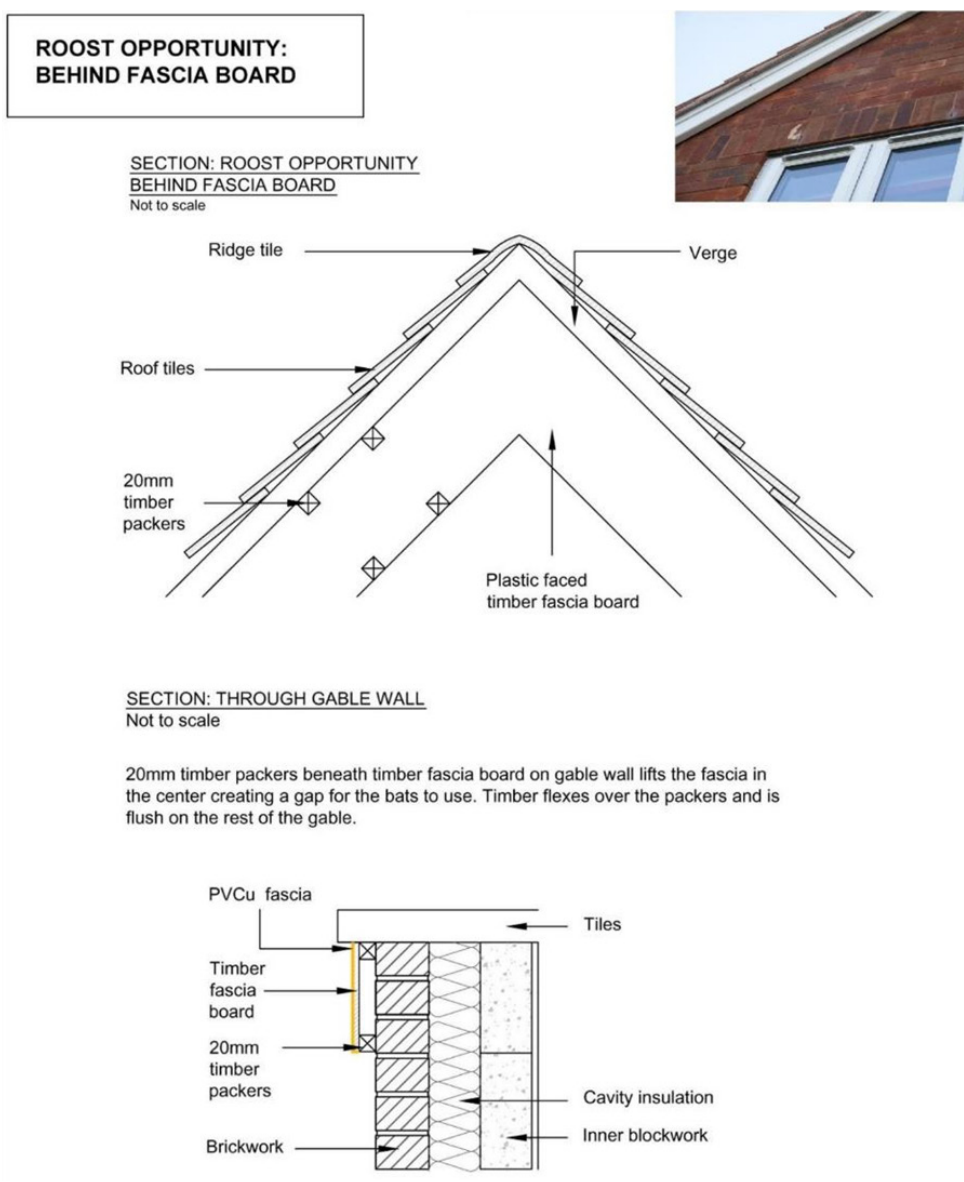 ROOST OPPORTUNITY:
BEHIND FASCIA BOARD
SECTION: ROOST OPPORTUNITY
BEHIND FASCIA BOARD
Not to scale
Ridge tile
Verge
Roof tiles
20mm
timber
packers
Plastic faced
timber fascia board
SECTION: THROUGH GABLE WALL
Not to scale
20mm timber packers beneath timber fascia board on gable wall lifts the fascia in
the center creating a gap for the bats to use. Timber flexes over the packers and is
flush on the rest of the gable.
PVCu fascia
Tiles
Timber
fascia
board
20mm
timber
packers
Cavity insulation
Inner blockwork
Brickwork